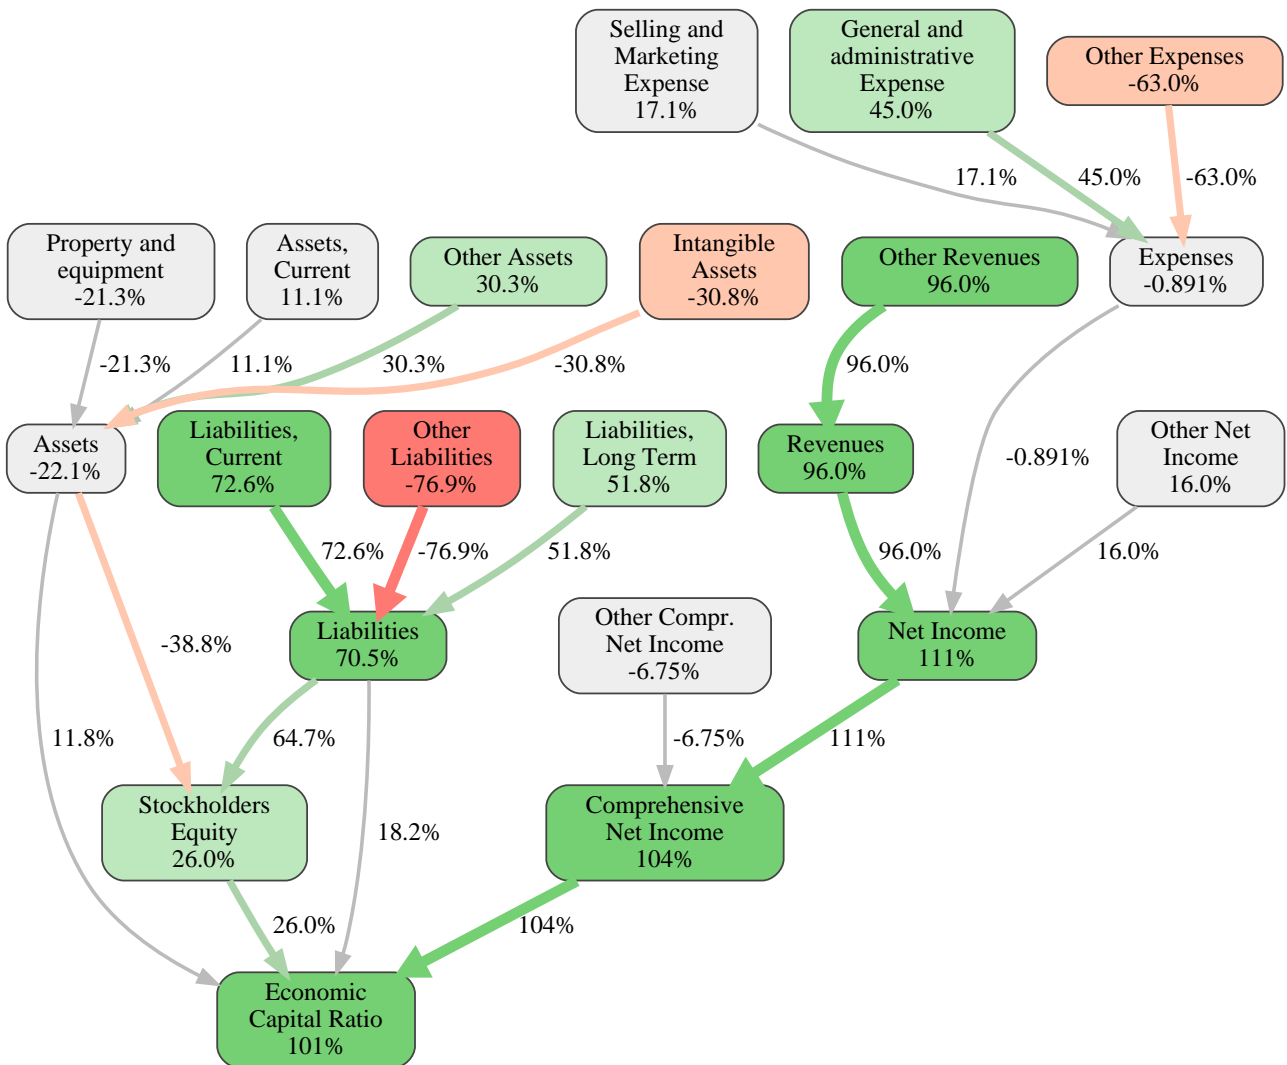 Selling and
Marketing
Expense
17.1%
General and
administrative
Expense
45.0%
Other Expenses
-63.0%
17.1%
45.0%
-63.0%
Property and
equipment
-21.3%
Assets,
Current
11.1%
Other Assets
30.3%
Intangible
Assets
-30.8%
Other Revenues
96.0%
Expenses
-0.891%
-21.3%
11.1%
30.3%
-30.8%
96.0%
Assets
-22.1%
Liabilities,
Current
72.6%
Other
Liabilities
-76.9%
Liabilities,
Long Term
51.8%
Revenues
96.0%
-0.891%
Other Net
Income
16.0%
72.6%
-76.9%
51.8%
96.0%
16.0%
-38.8%
Liabilities
70.5%
Other Compr.
Net Income
-6.75%
Net Income
111%
11.8%
64.7%
-6.75%
111%
Stockholders
Equity
26.0%
18.2%
Comprehensive
Net Income
104%
26.0%
104%
Economic
Capital Ratio
101%